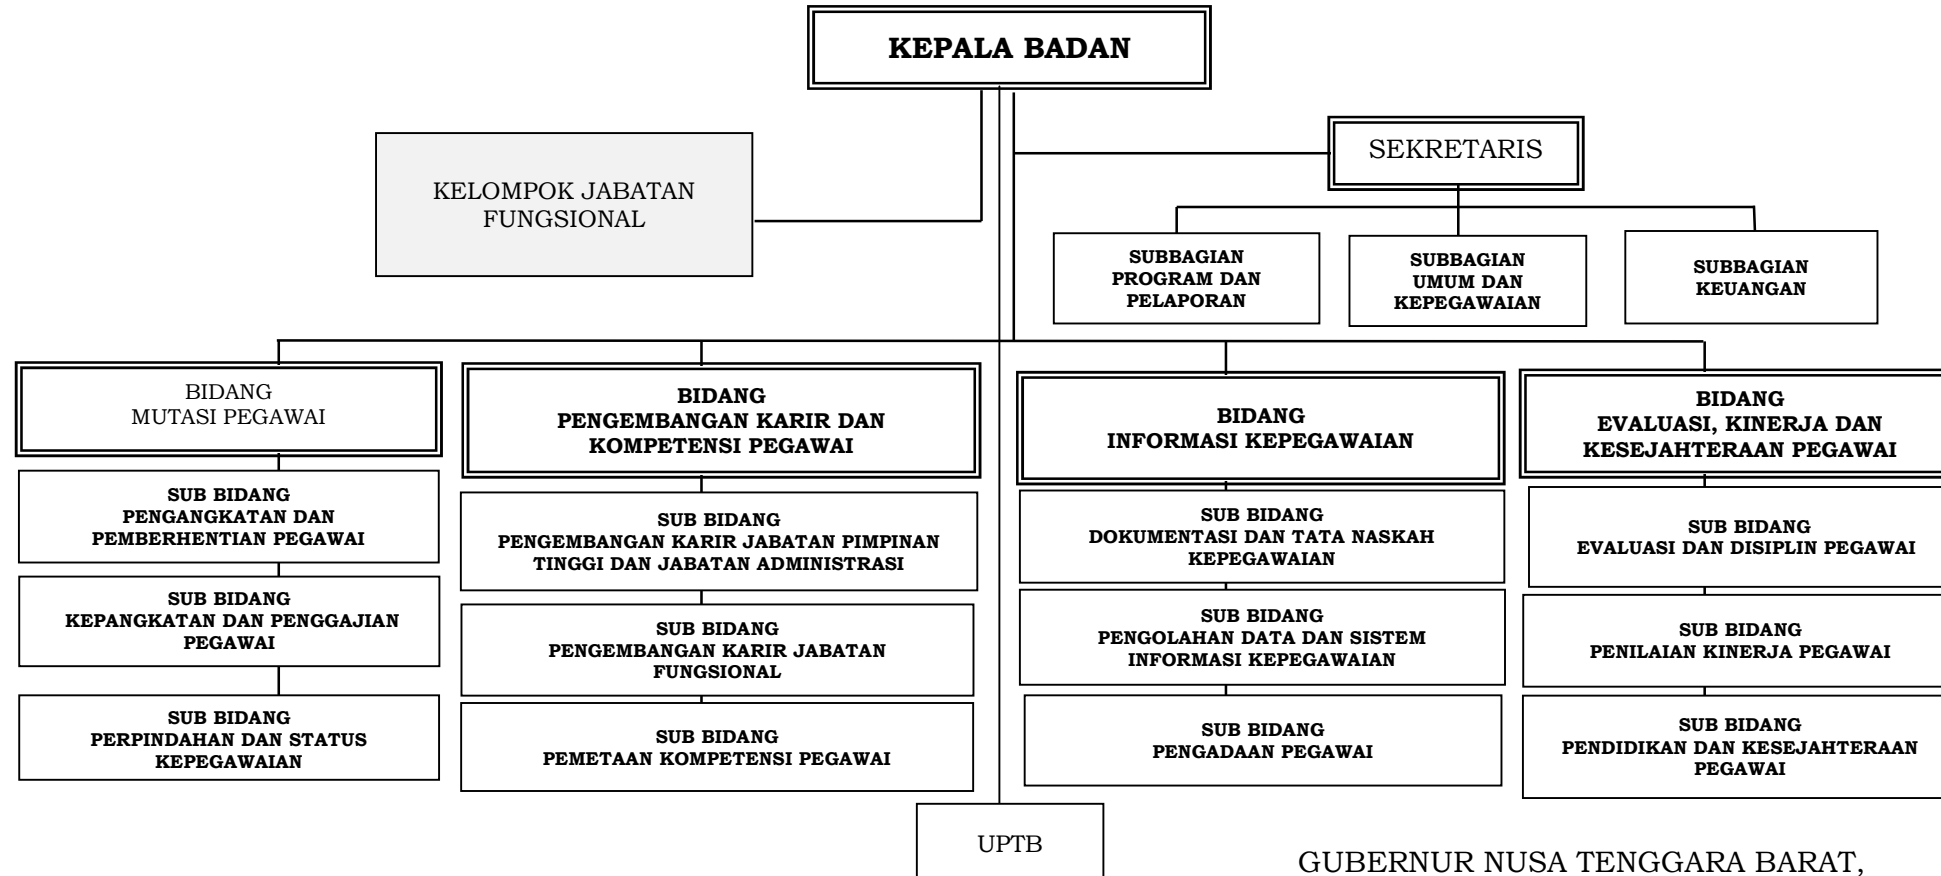 KEPALA BADAN
SEKRETARIS
KELOMPOK JABATAN
FUNGSIONAL
SUBBAGIAN
PROGRAM DAN
PELAPORAN
SUBBAGIAN
UMUM DAN
KEPEGAWAIAN
SUBBAGIAN
KEUANGAN
BIDANG
MUTASI PEGAWAI
SUB BIDANG
PENGANGKATAN DAN
PEMBERHENTIAN PEGAWAI
SUB BIDANG
KEPANGKATAN DAN PENGGAJIAN
PEGAWAI
SUB BIDANG
PERPINDAHAN DAN STATUS
KEPEGAWAIAN
BIDANG
PENGEMBANGAN KARIR DAN
KOMPETENSI PEGAWAI
SUB BIDANG
PENGEMBANGAN KARIR JABATAN PIMPINAN
TINGGI DAN JABATAN ADMINISTRASI
SUB BIDANG
PENGEMBANGAN KARIR JABATAN
FUNGSIONAL
SUB BIDANG
PEMETAAN KOMPETENSI PEGAWAI
BIDANG
INFORMASI KEPEGAWAIAN
SUB BIDANG
DOKUMENTASI DAN TATA NASKAH
KEPEGAWAIAN
SUB BIDANG
PENGOLAHAN DATA DAN SISTEM
INFORMASI KEPEGAWAIAN
SUB BIDANG
PENGADAAN PEGAWAI
BIDANG
EVALUASI, KINERJA DAN
KESEJAHTERAAN PEGAWAI
SUB BIDANG
EVALUASI DAN DISIPLIN PEGAWAI
SUB BIDANG
PENILAIAN KINERJA PEGAWAI
SUB BIDANG
PENDIDIKAN DAN KESEJAHTERAAN
PEGAWAI
UPTB
GUBERNUR NUSA TENGGARA BARAT,